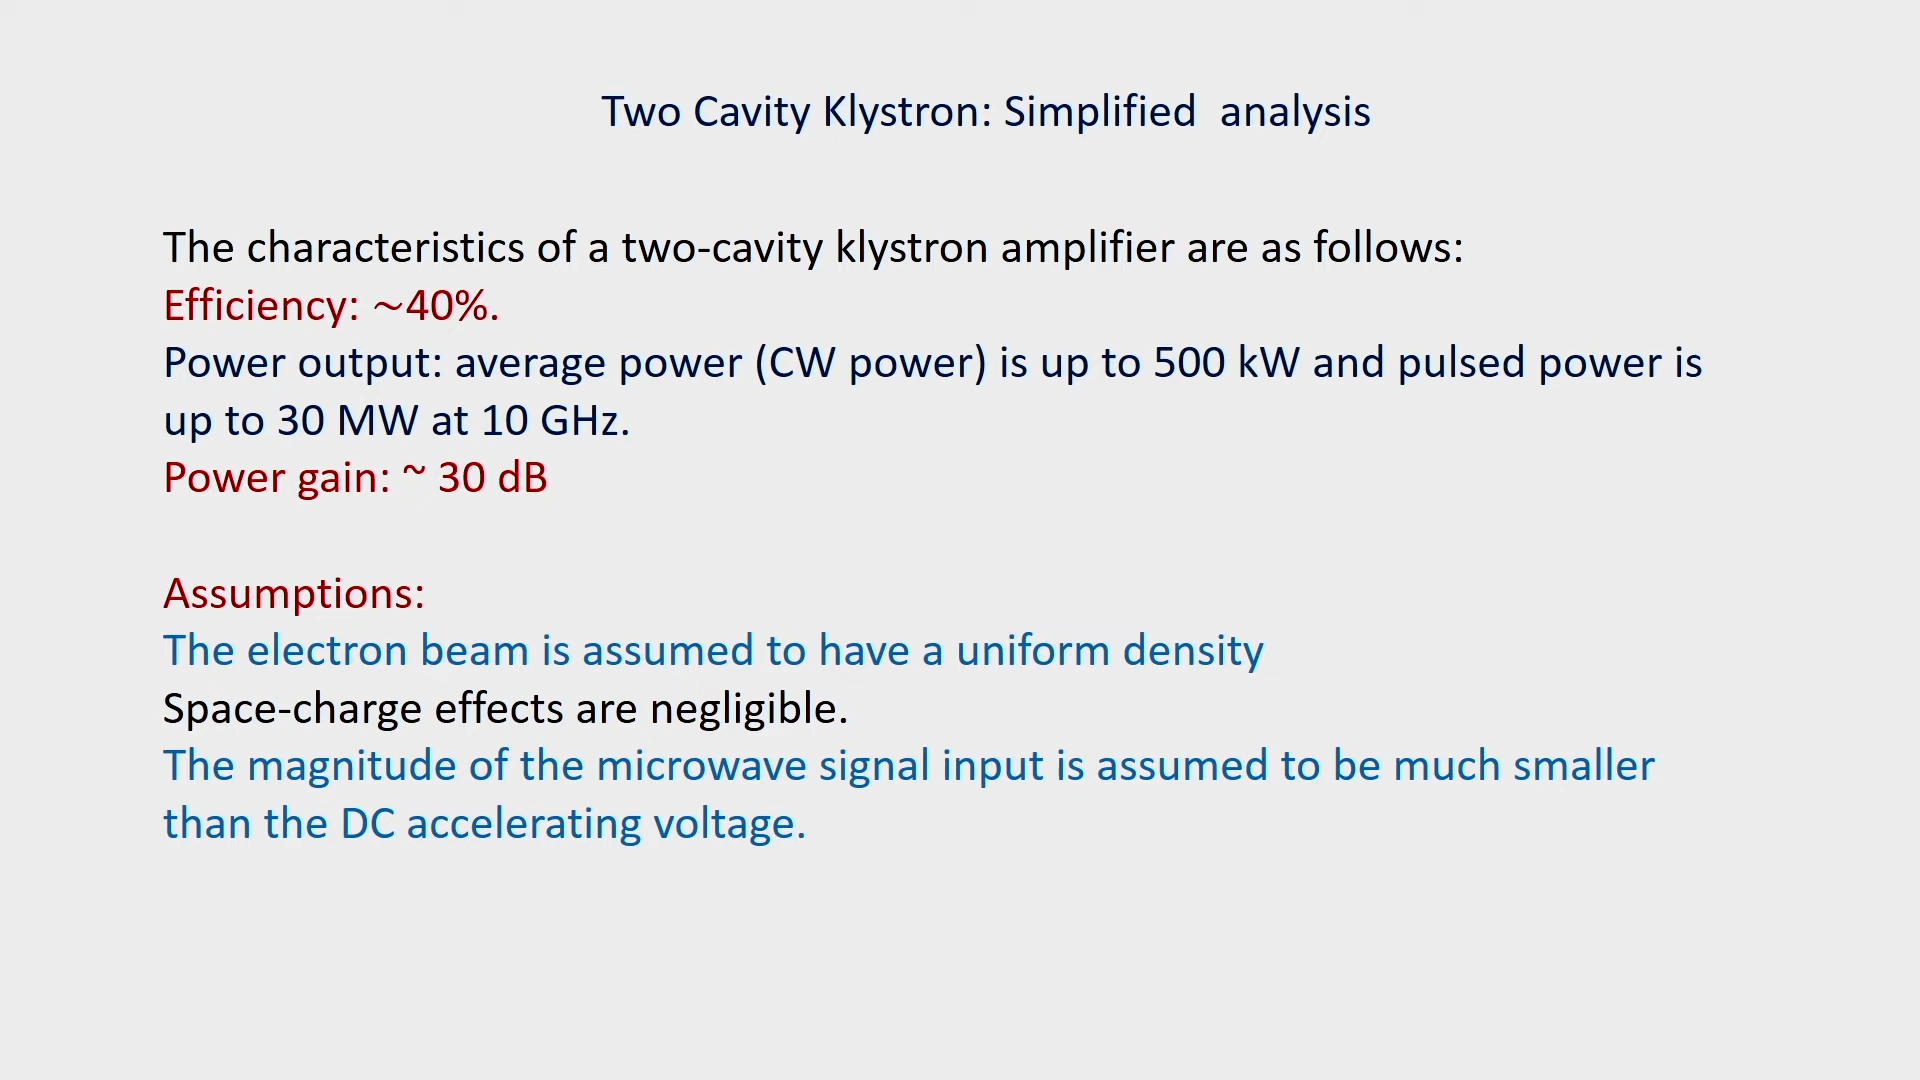 Two Cavity Klystron: Simplified analysis
The characteristics of a two-cavity klystron amplifier are as follows:
Efficiency: ∼40%.
Power output: average power (CW power) is up to 500 kW and pulsed power is
up to 30 MW at 10 GHz.
Power gain: ~ 30 dB
Assumptions:
The electron beam is assumed to have a uniform density
Space-charge effects are negligible.
The magnitude of the microwave signal input is assumed to be much smaller
than the DC accelerating voltage.